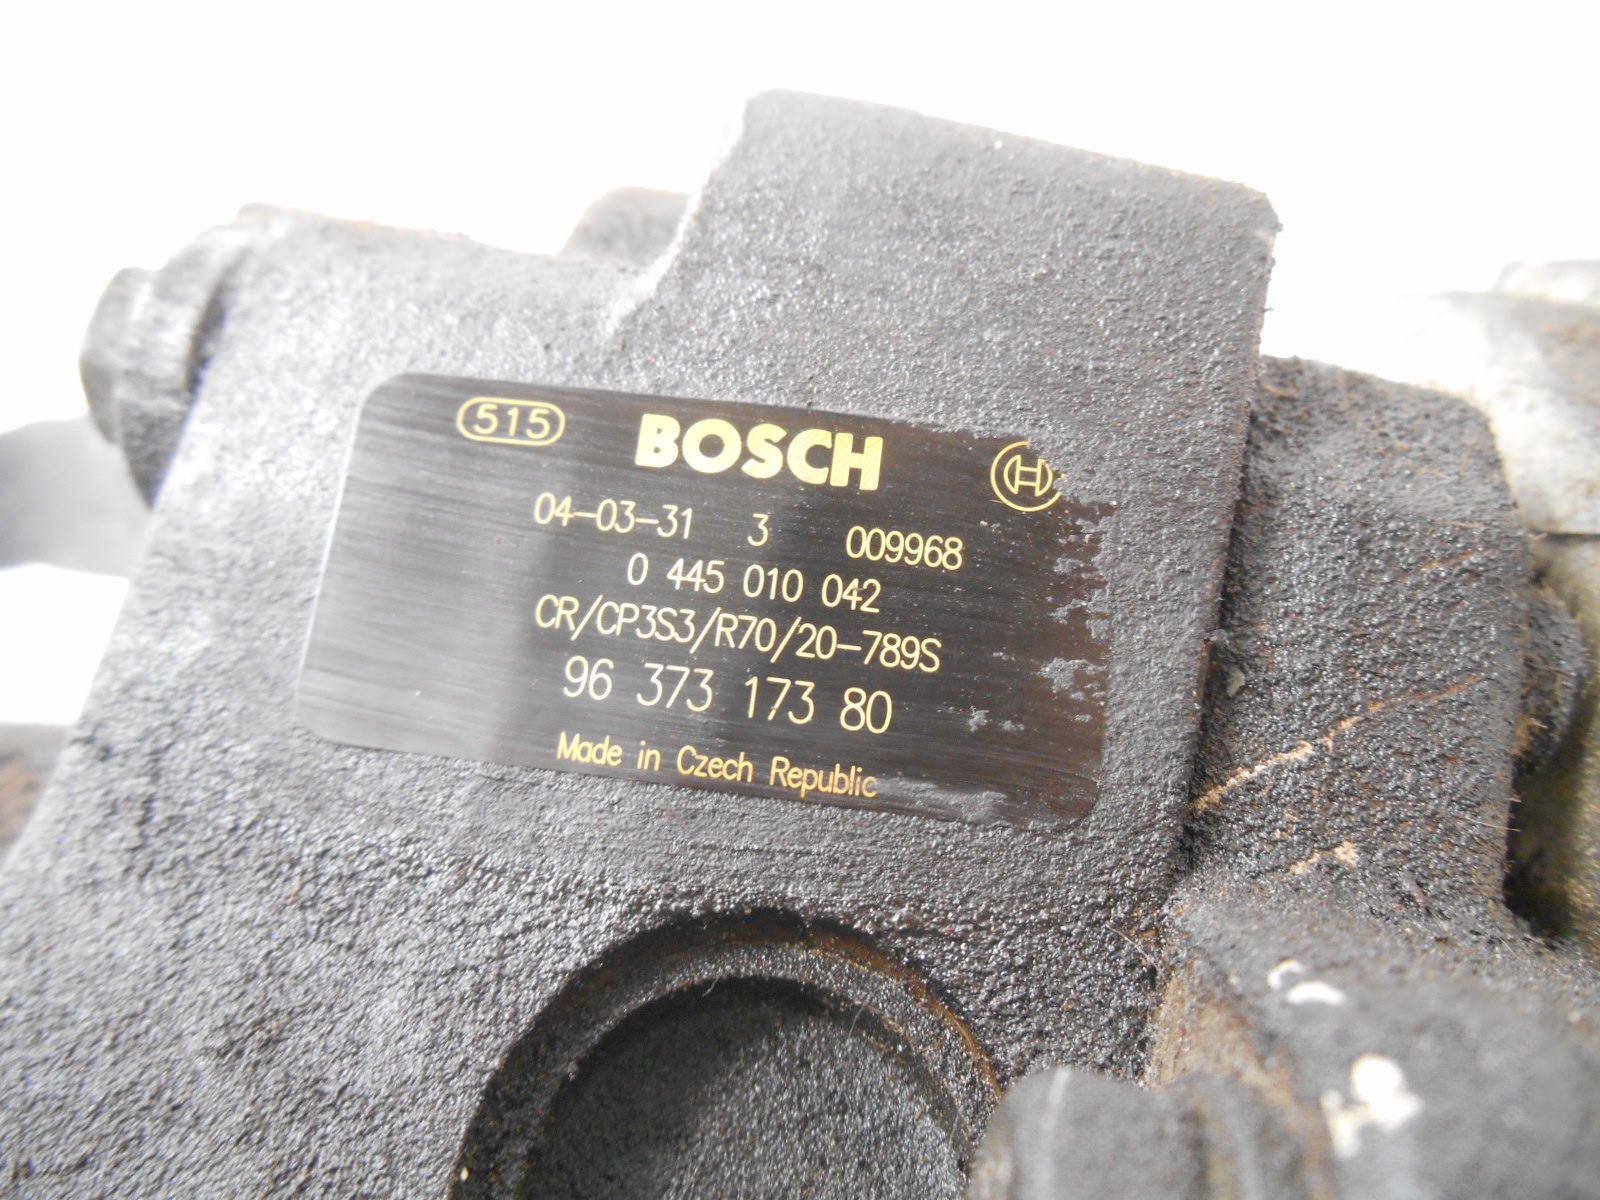 515 BOSCH
04-03-31 3 009968
0 445 010 042
CR/CP3S3/R70/20-789S
96 373 173 80
Made in Czech Republic